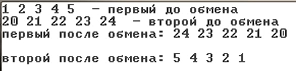 1 2 3 4 5  - первый до обмена
20 21 22 23 24  - второй до обмена
первый после обмена: 24 23 22 21 20
второй после обмена: 5 4 3 2 1